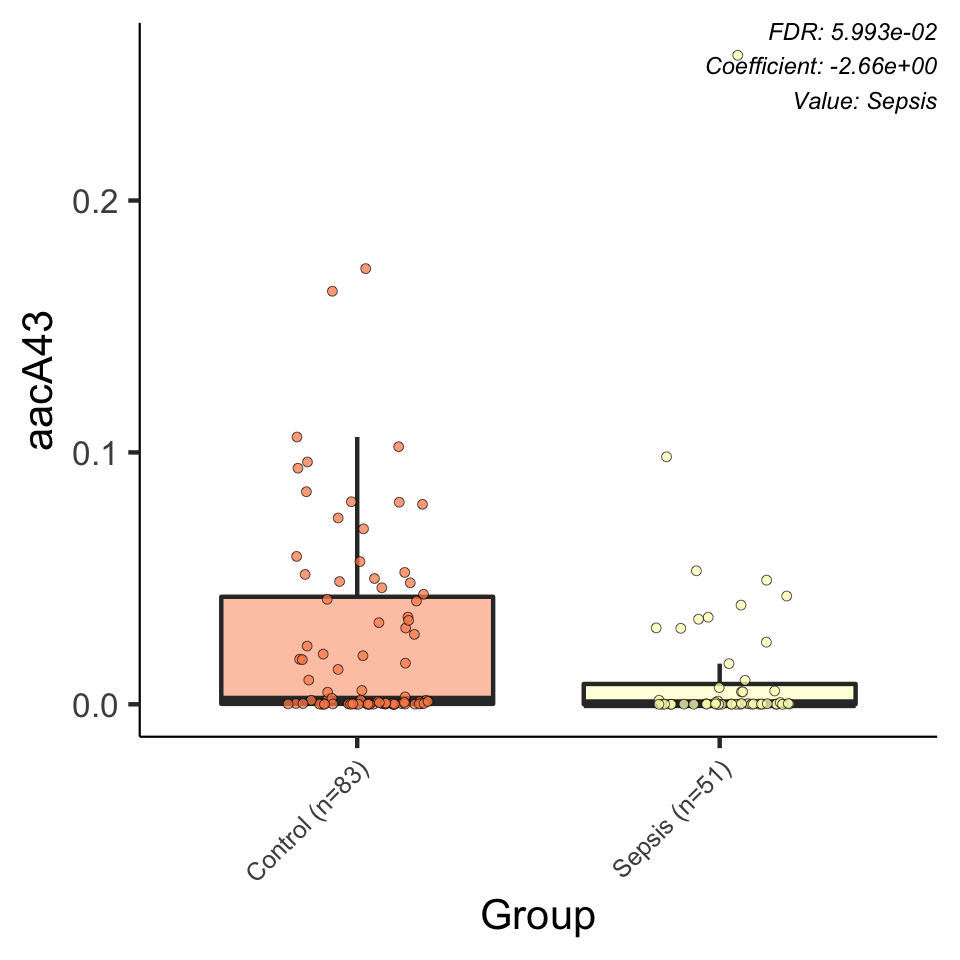 FDR: 5.993e-02
Coefficient: -2.66e+00
Value: Sepsis
0.2
0.1
0.0
aacA43
Control (n=83)
Sepsis (n=51)
Group